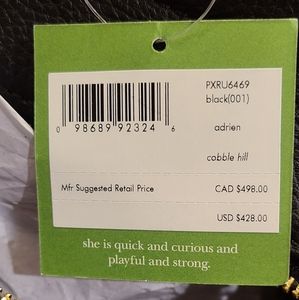 PXRU6469
black(001)
0 98689 92324 6
adrien
cobble hill
Mfr Suggested Retail Price
CAD $498.00
USD $428.00
she is quick and curious and
playful and strong.